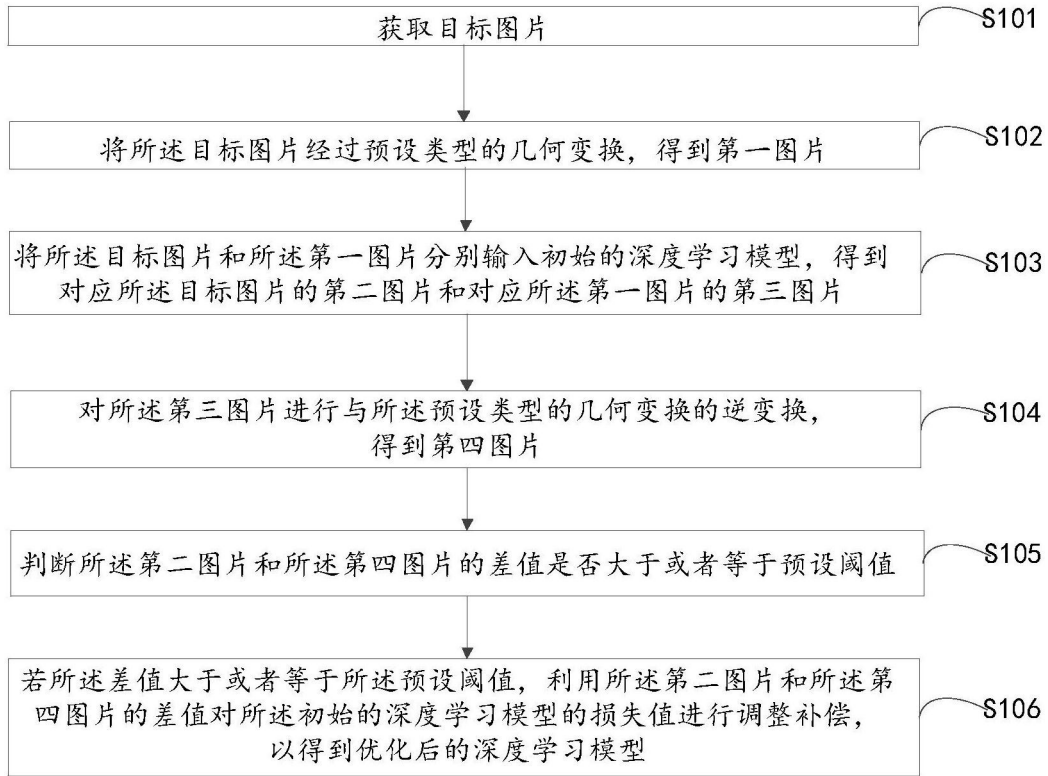 获取目标图片
S101
将所述目标图片经过预设类型的几何变换，得到第一图片
S102
将所述目标图片和所述第一图片分别输入初始的深度学习模型，得到
对应所述目标图片的第二图片和对应所述第一图片的第三图片
S103
对所述第三图片进行与所述预设类型的几何变换的逆变换，
得到第四图片
S104
判断所述第二图片和所述第四图片的差值是否大于或者等于预设阈值
S105
若所述差值大于或者等于所述预设阈值，利用所述第二图片和所述第
四图片的差值对所述初始的深度学习模型的损失值进行调整补偿，
以得到优化后的深度学习模型
S106